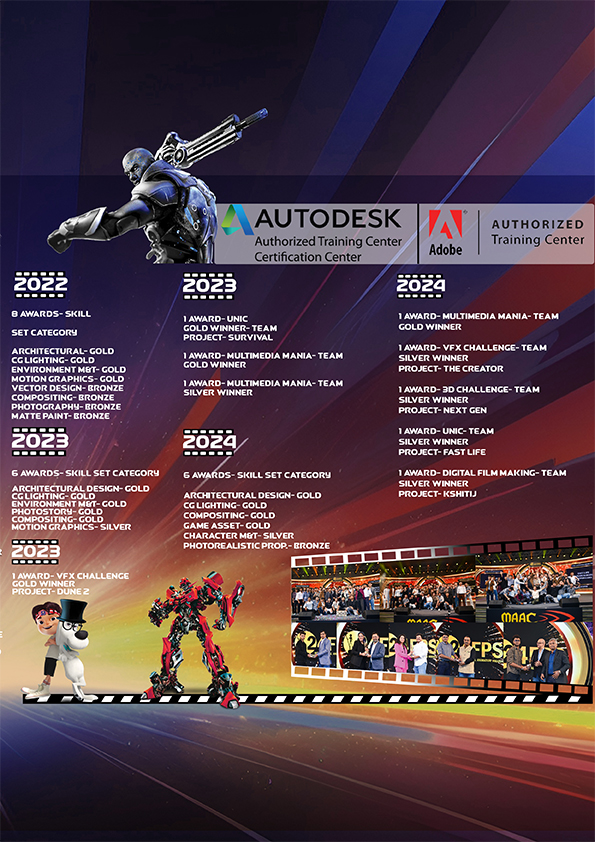 AUTODESK
Authorized Training Center
Certification Center
Adobe
AUTHORIZED
Training Center
2022
8 AWARDS- SKILL
SET CATEGORY
ARCHITECTURAL- GOLD
CG LIGHTING- GOLD
ENVIRONMENT M&T- GOLD
MOTION GRAPHICS- GOLD
VECTOR DESIGN- BRONZE
COMPOSITING- BRONZE
PHOTOGRAPHY- BRONZE
MATTE PAINT- BRONZE
2023
6 AWARDS- SKILL SET CATEGORY
ARCHITECTURAL DESIGN- GOLD
CG LIGHTING- GOLD
ENVIRONMENT M&T- GOLD
PHOTOSTORY- GOLD
COMPOSITING- GOLD
MOTION GRAPHICS- SILVER
2023
1 AWARD- VFX CHALLENGE
GOLD WINNER
PROJECT- DUNE 2
2023
1 AWARD- UNIC
GOLD WINNER- TEAM
PROJECT- SURVIVAL
1 AWARD- MULTIMEDIA MANIA- TEAM
GOLD WINNER
1 AWARD- MULTIMEDIA MANIA- TEAM
SILVER WINNER
2024
6 AWARDS- SKILL SET CATEGORY
ARCHITECTURAL DESIGN- GOLD
CG LIGHTING- GOLD
COMPOSITING- GOLD
GAME ASSET- GOLD
CHARACTER M&T- SILVER
PHOTOREALISTIC PROP.- BRONZE
2024
1 AWARD- MULTIMEDIA MANIA- TEAM
GOLD WINNER
1 AWARD- VFX CHALLENGE- TEAM
SILVER WINNER
PROJECT- THE CREATOR
1 AWARD- 3D CHALLENGE- TEAM
SILVER WINNER
PROJECT- NEXT GEN
1 AWARD- UNIC- TEAM
SILVER WINNER
PROJECT- FAST LIFE
1 AWARD- DIGITAL FILM MAKING- TEAM
SILVER WINNER
PROJECT- KSHITIJ
MAAC